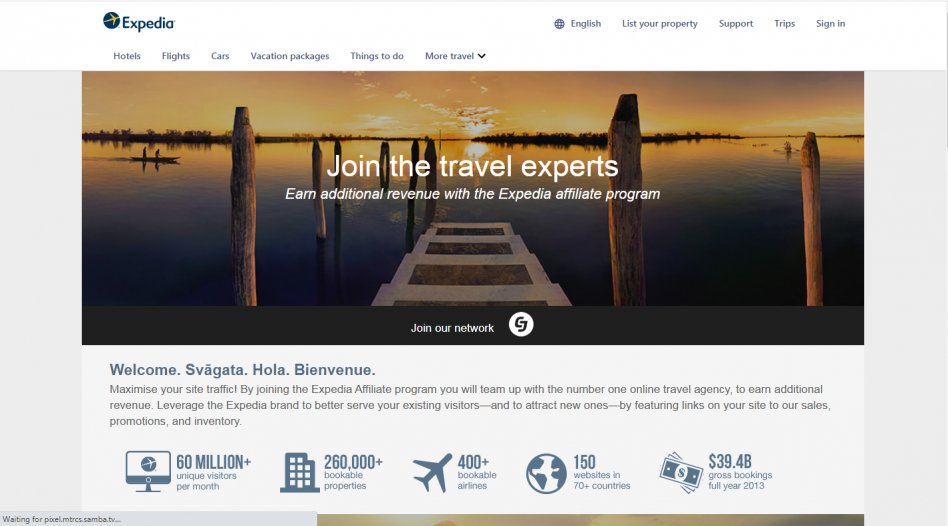 Expedia
English
List your property
Support
Trips
Sign in
Hotels
Flights
Cars
Vacation packages
Things to do
More travel
Join the travel experts
Earn additional revenue with the Expedia affiliate program
Join our network
Welcome. Svāgata. Hola. Bienvenue.
Maximise your site traffic! By joining the Expedia Affiliate program you will team up with the number one online travel agency, to earn additional
revenue. Leverage the Expedia brand to better serve your existing visitors—and to attract new ones—by featuring links on your site to our sales,
promotions, and inventory.
60 MILLION+
unique visitors
per month
260,000+
bookable
properties
400+
bookable
airlines
150
websites in
70+ countries
$39.4B
gross bookings
full year 2013
Waiting for pixel.mtrcs.samba.tv...